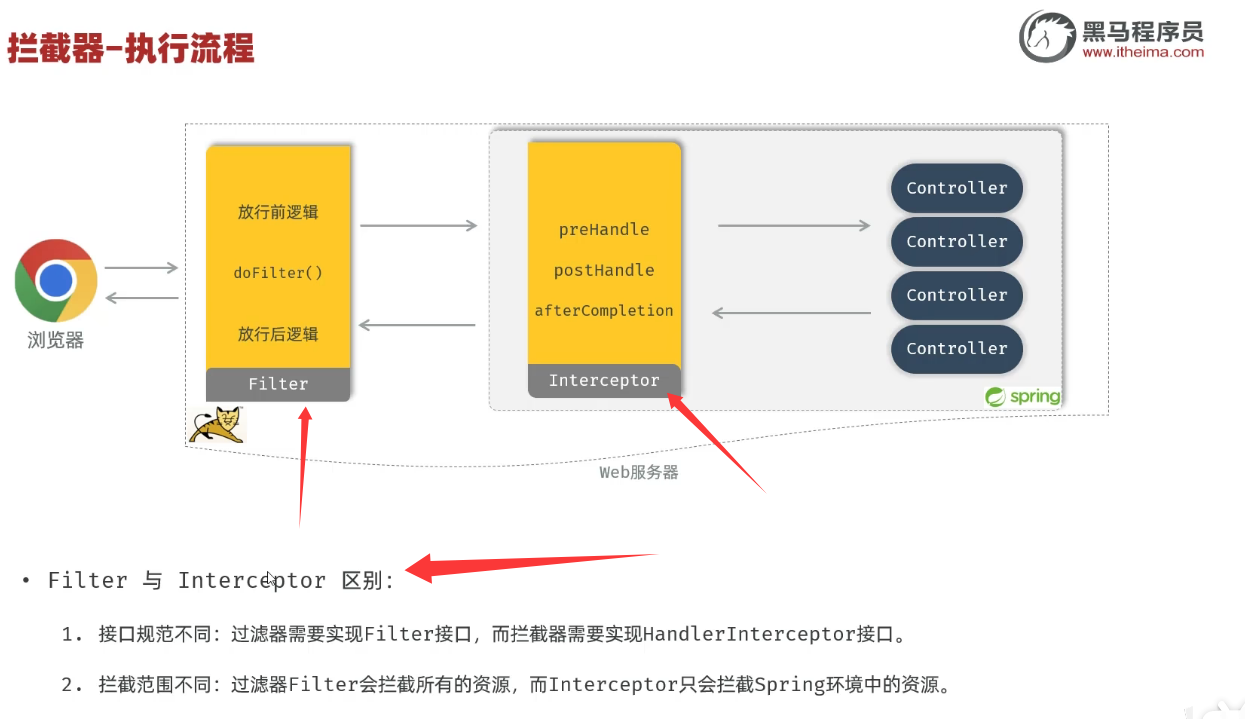 拦截器-执行流程
黑马程序员
www.itheima.com
放行前逻辑
doFilter()
放行后逻辑
Filter
preHandle
postHandle
afterCompletion
Interceptor
Controller
Controller
Controller
Controller
spring
浏览器
Web服务器
• Filter 与 Interceptor 区别:
1. 接口规范不同: 过滤器需要实现Filter接口，而拦截器需要实现HandlerInterceptor接口。
2. 拦截范围不同: 过滤器Filter会拦截所有的资源，而Interceptor只会拦截Spring环境中的资源。